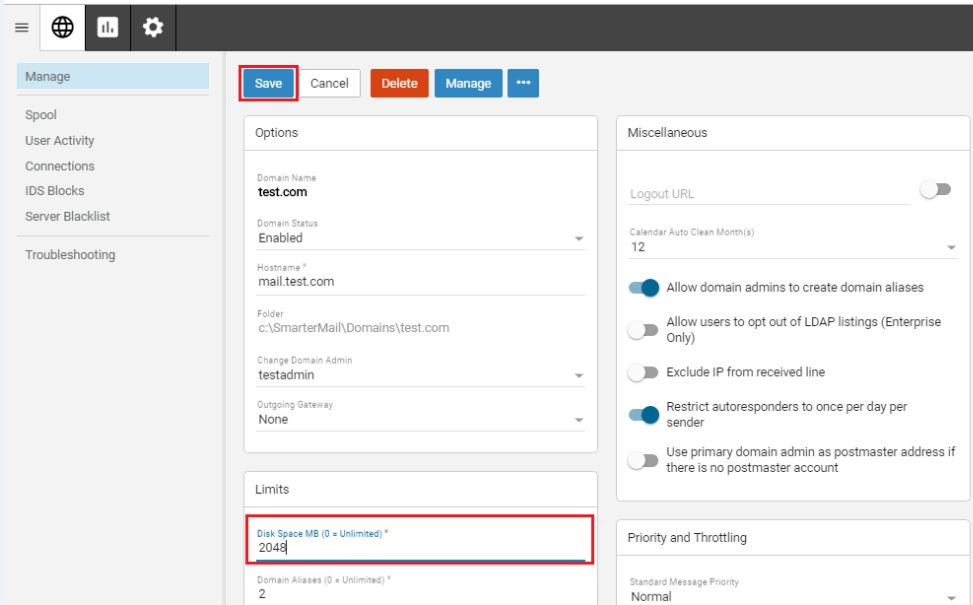 Manage
Spool
User Activity
Connections
IDS Blocks
Server Blacklist
Troubleshooting
Save
Cancel
Delete
Manage
Options
Domain Name
test.com
Domain Status
Enabled
Hostname *
mail.test.com
Folder
c:\SmarterMail\Domains\test.com
Change Domain Admin
testadmin
Outgoing Gateway
None
Limits
Disk Space MB (0 = Unlimited) *
2048
Domain Aliases (0 = Unlimited) *
2
Miscellaneous
Logout URL
Calendar Auto Clean Month(s)
12
Allow domain admins to create domain aliases
Allow users to opt out of LDAP listings (Enterprise
Only)
Exclude IP from received line
Restrict autoresponders to once per day per
sender
Use primary domain admin as postmaster address if
there is no postmaster account
Priority and Throttling
Standard Message Priority
Normal